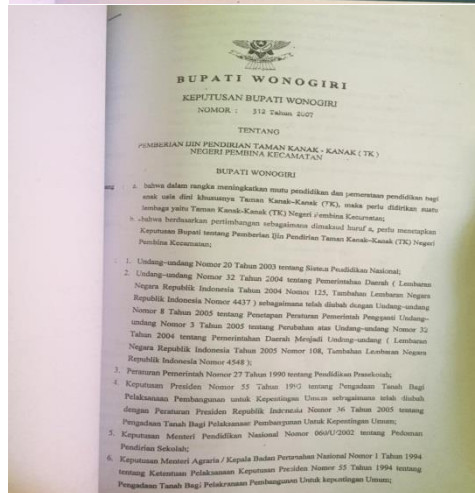 BUPATI WONOGIRI
KEPUTUSAN BUPATI WONOGIRI
NOMOR : 312 Tahun 2007
TENTANG
PEMBERIAN IJIN PENDIRIAN TAMAN KANAK - KANAK ( TK )
NEGERI PEMBINA KECAMATAN
BUPATI WONOGIRI
: a. bahwa dalam rangka meningkatkan mutu pendidikan dan pemerataan pendidikan bagi
anak usia dini khususnya Taman Kanak-Kanak (TK), maka perlu didirikan suatu
lembaga yaitu Taman Kanak-Kanak (TK) Negeri Pembina Kecamatan;
b. bahwa berdasarkan pertimbangan sebagaimana dimaksud huruf a, perlu menetapkan
Keputusan Bupati tentang Pemberian Ijin Pendirian Taman Kanak-Kanak (TK) Negeri
Pembina Kecamatan;
: 1. Undang-undang Nomor 20 Tahun 2003 tentang Sistem Pendidikan Nasional;
2. Undang-undang Nomor 32 Tahun 2004 tentang Pemerintahan Daerah ( Lembaran
Negara Republik Indonesia Tahun 2004 Nomor 125, Tambahan Lembaran Negara
Republik Indonesia Nomor 4437 ) sebagaimana telah diubah dengan Undang-undang
Nomor 8 Tahun 2005 tentang Penetapan Peraturan Pemerintah Pengganti Undang-
undang Nomor 3 Tahun 2005 tentang Perubahan atas Undang-undang Nomor 32
Tahun 2004 tentang Pemerintahan Daerah Menjadi Undang-undang ( Lembaran
Negara Republik Indonesia Tahun 2005 Nomor 108, Tambahan Lembaran Negara
Republik Indonesia Nomor 4548 );
3. Peraturan Pemerintah Nomor 27 Tahun 1990 tentang Pendidikan Prasekolah;
4. Keputusan Presiden Nomor 55 Tahun 1993 tentang Pengadaan Tanah Bagi
Pelaksanaan Pembangunan untuk Kepentingan Umum sebagaimana telah diubah
dengan Peraturan Presiden Republik Indonesia Nomor 36 Tahun 2005 tentang
Pengadaan Tanah Bagi Pelaksanaan Pembangunan Untuk Kepentingan Umum;
5. Keputusan Menteri Pendidikan Nasional Nomor 060/U/2002 tentang Pedoman
Pendirian Sekolah;
6. Keputusan Menteri Agraria / Kepala Badan Pertanahan Nasional Nomor 1 Tahun 1994
tentang Ketentuan Pelaksanaan Keputusan Presiden Nomor 55 Tahun 1994 tentang
Pengadaan Tanah Bagi Pelaksanaan Pembangunan Untuk kepentingan Umum;